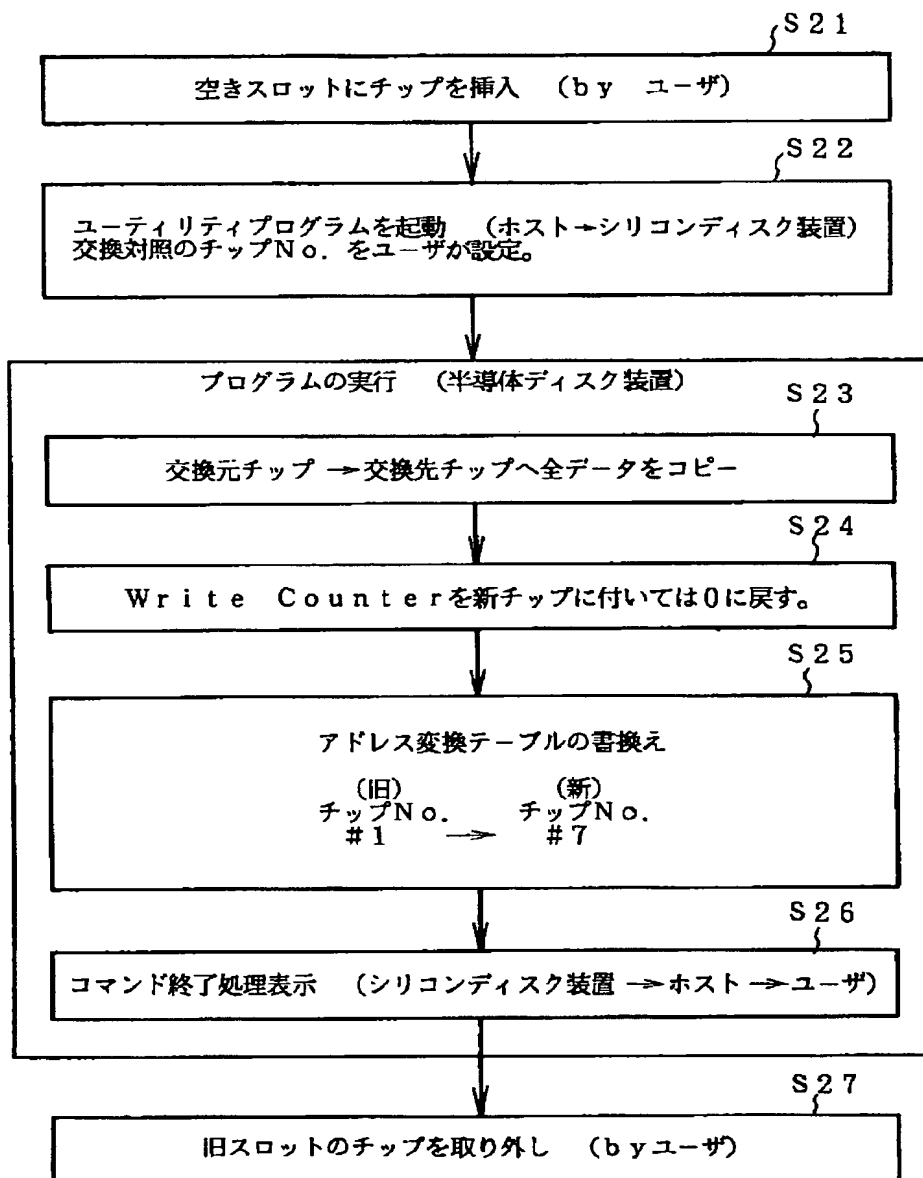 S21
空きスロットにチップを挿入 (by ユーザ)
S22
ユーティリティプログラムを起動 (ホスト→シリコンディスク装置)
交換対照のチップNo.をユーザが設定。
プログラムの実行 (半導体ディスク装置)
S23
交換元チップ→交換先チップへ全データをコピー
S24
Write Counterを新チップに付いては0に戻す。
S25
アドレス変換テーブルの書換え
(旧) (新)
チップNo. チップNo.
#1 → #7
S26
コマンド終了処理表示 (シリコンディスク装置→ホスト→ユーザ)
S27
旧スロットのチップを取り外し (byユーザ)